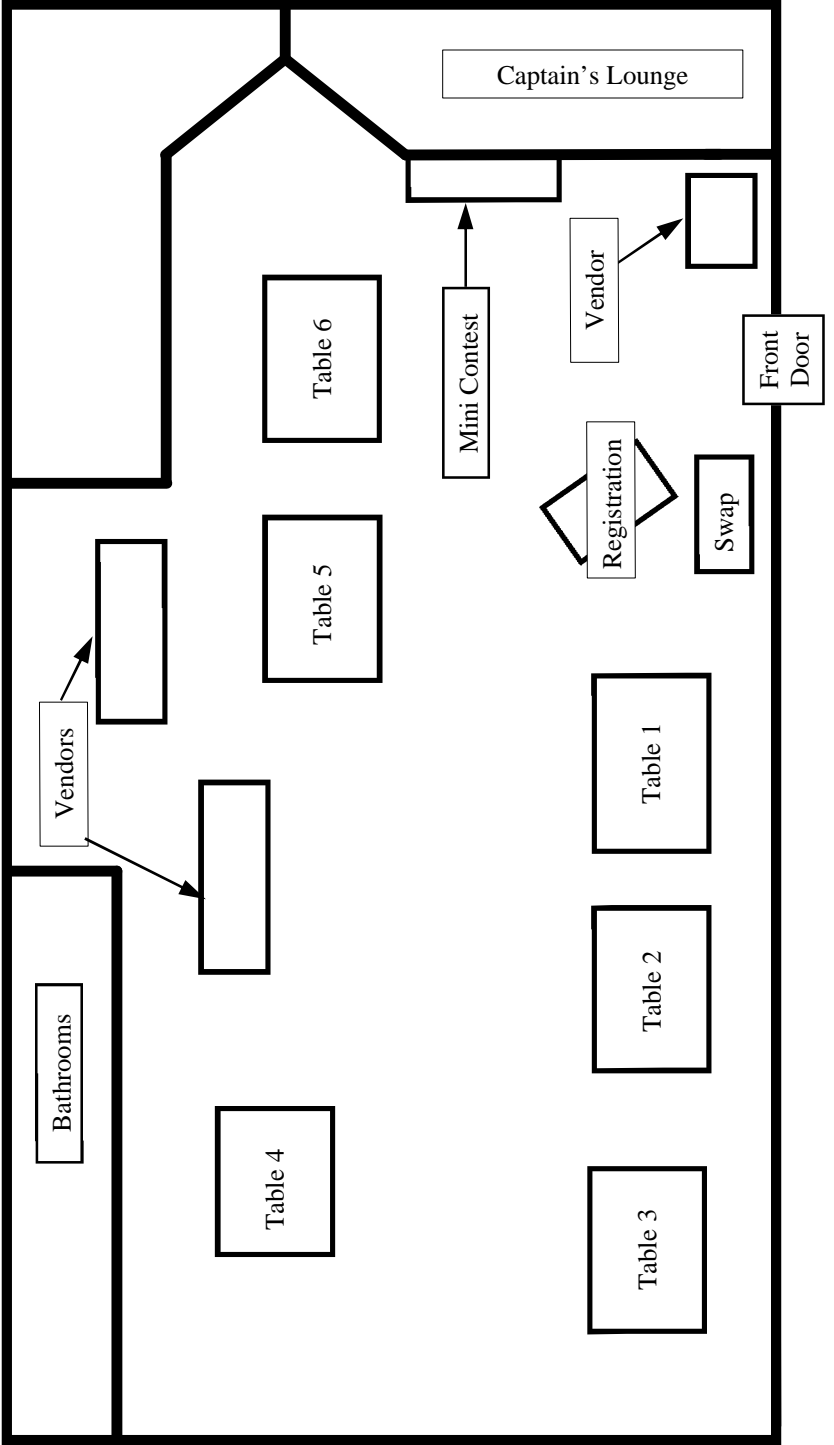 Captain’s Lounge
Vendor
Mini Contest
Front
Door
Table 6
Registration
Swap
Table 5
Vendors
Table 1
Table 2
Bathrooms
Table 4
Table 3